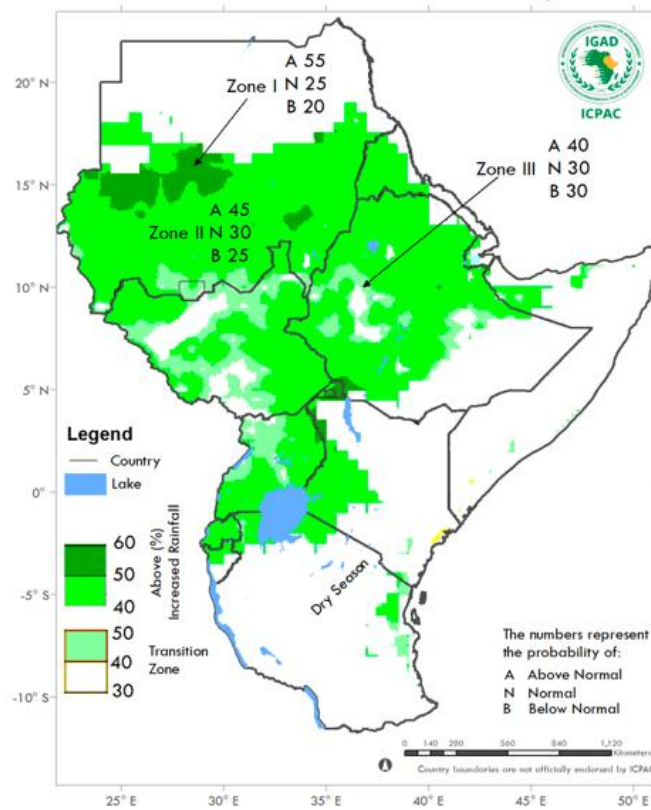 IGAD
ICPAC
A 55
Zone I N 25
B 20
A 40
Zone III N 30
B 30
A 45
Zone II N 30
B 25
20° N
15° N
10° N
5° N
0°
-5° S
-10° S
Legend
Country
Lake
60
50
40
Above (%)
Increased Rainfall
50
40
30
Transition
Zone
Dry Season
The numbers represent
the probability of:
A Above Normal
N Normal
B Below Normal
0 140 280 560 840 1,120
Kilometers
Country boundaries are not officially endorsed by ICPAC
25° E 30° E 35° E 40° E 45° E 50° E